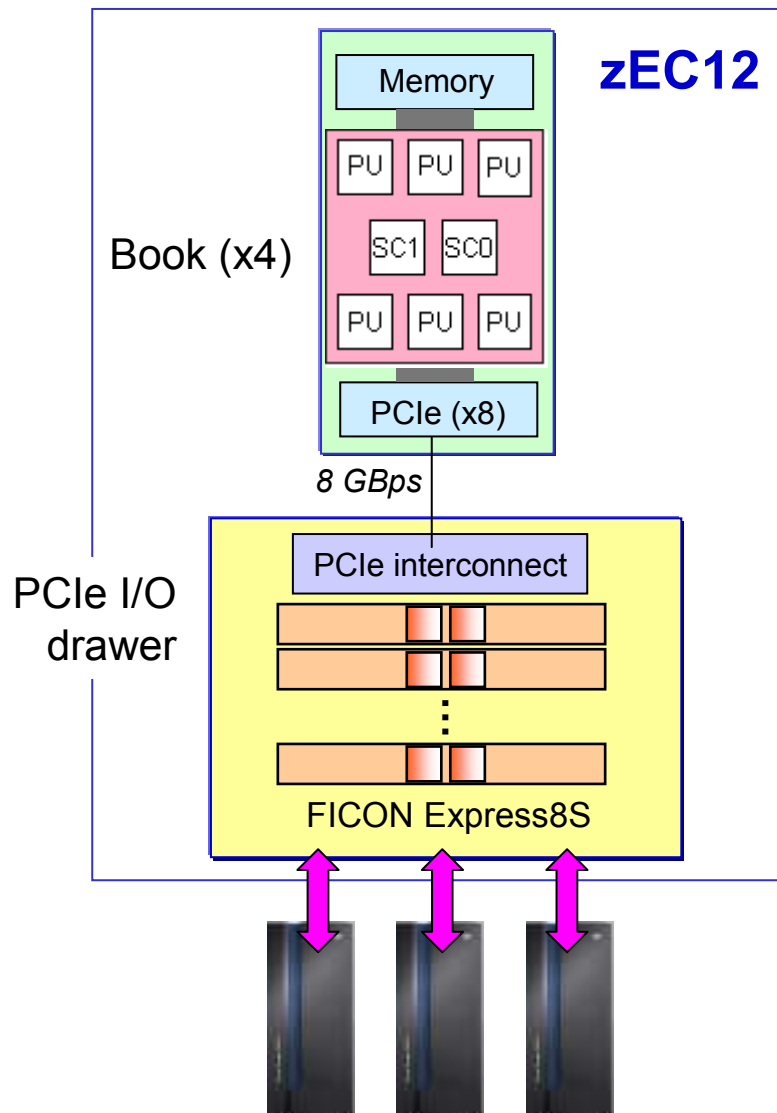 zEC12
Memory
PU PU PU
Book (x4)
SC1 SC0
PU PU PU
PCIe (x8)
8 GBps
PCIe interconnect
PCIe I/O
drawer
FICON Express8S